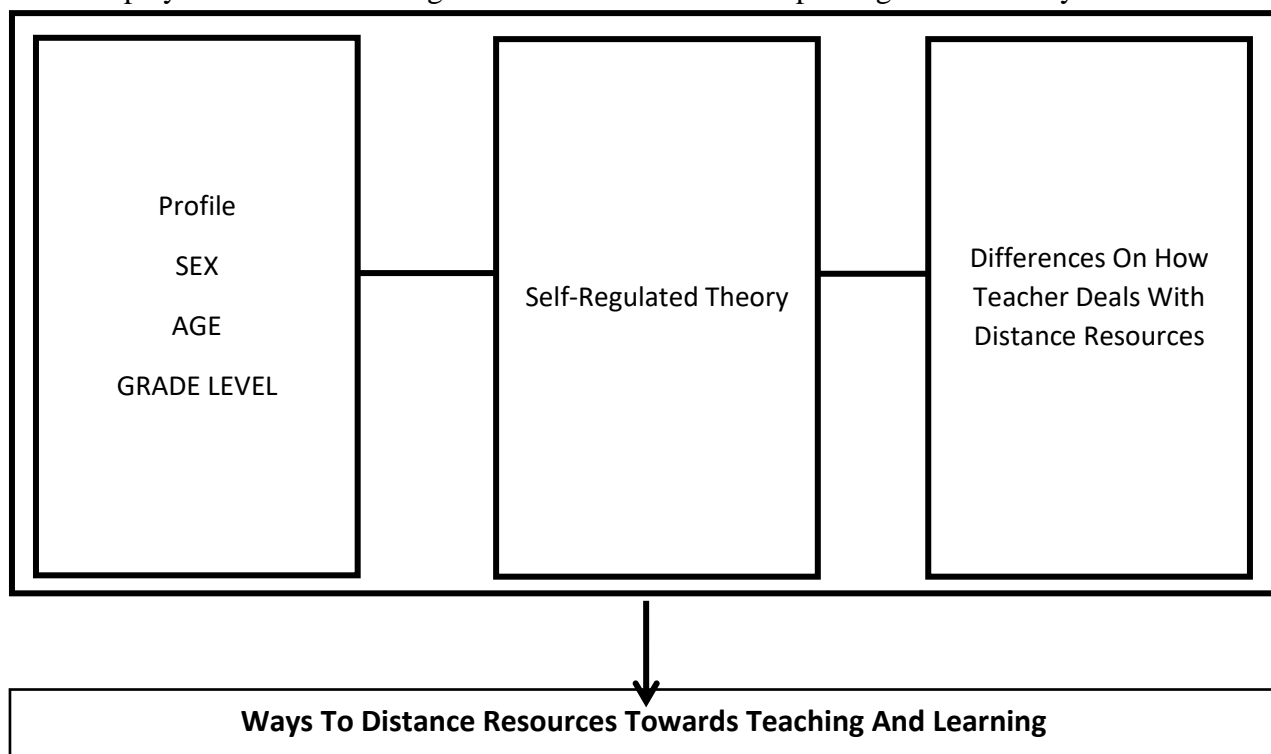 Profile
SEX
AGE
GRADE LEVEL
Self-Regulated Theory
Differences On How
Teacher Deals With
Distance Resources
Ways To Distance Resources Towards Teaching And Learning